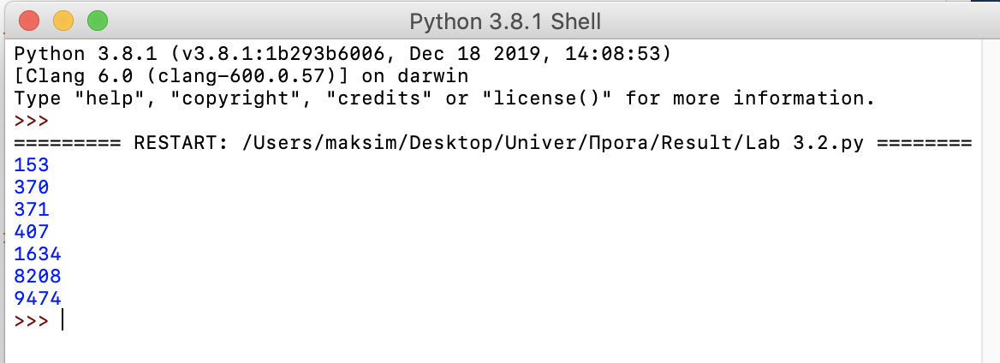 Python 3.8.1 Shell
Python 3.8.1 (v3.8.1:1b293b6006, Dec 18 2019, 14:08:53)
[Clang 6.0 (clang-600.0.57)] on darwin
Type "help", "copyright", "credits" or "license()" for more information.
>>>
========= RESTART: /Users/maksim/Desktop/Univer/Прога/Result/Lab 3.2.py ========
153
370
371
407
1634
8208
9474
>>>